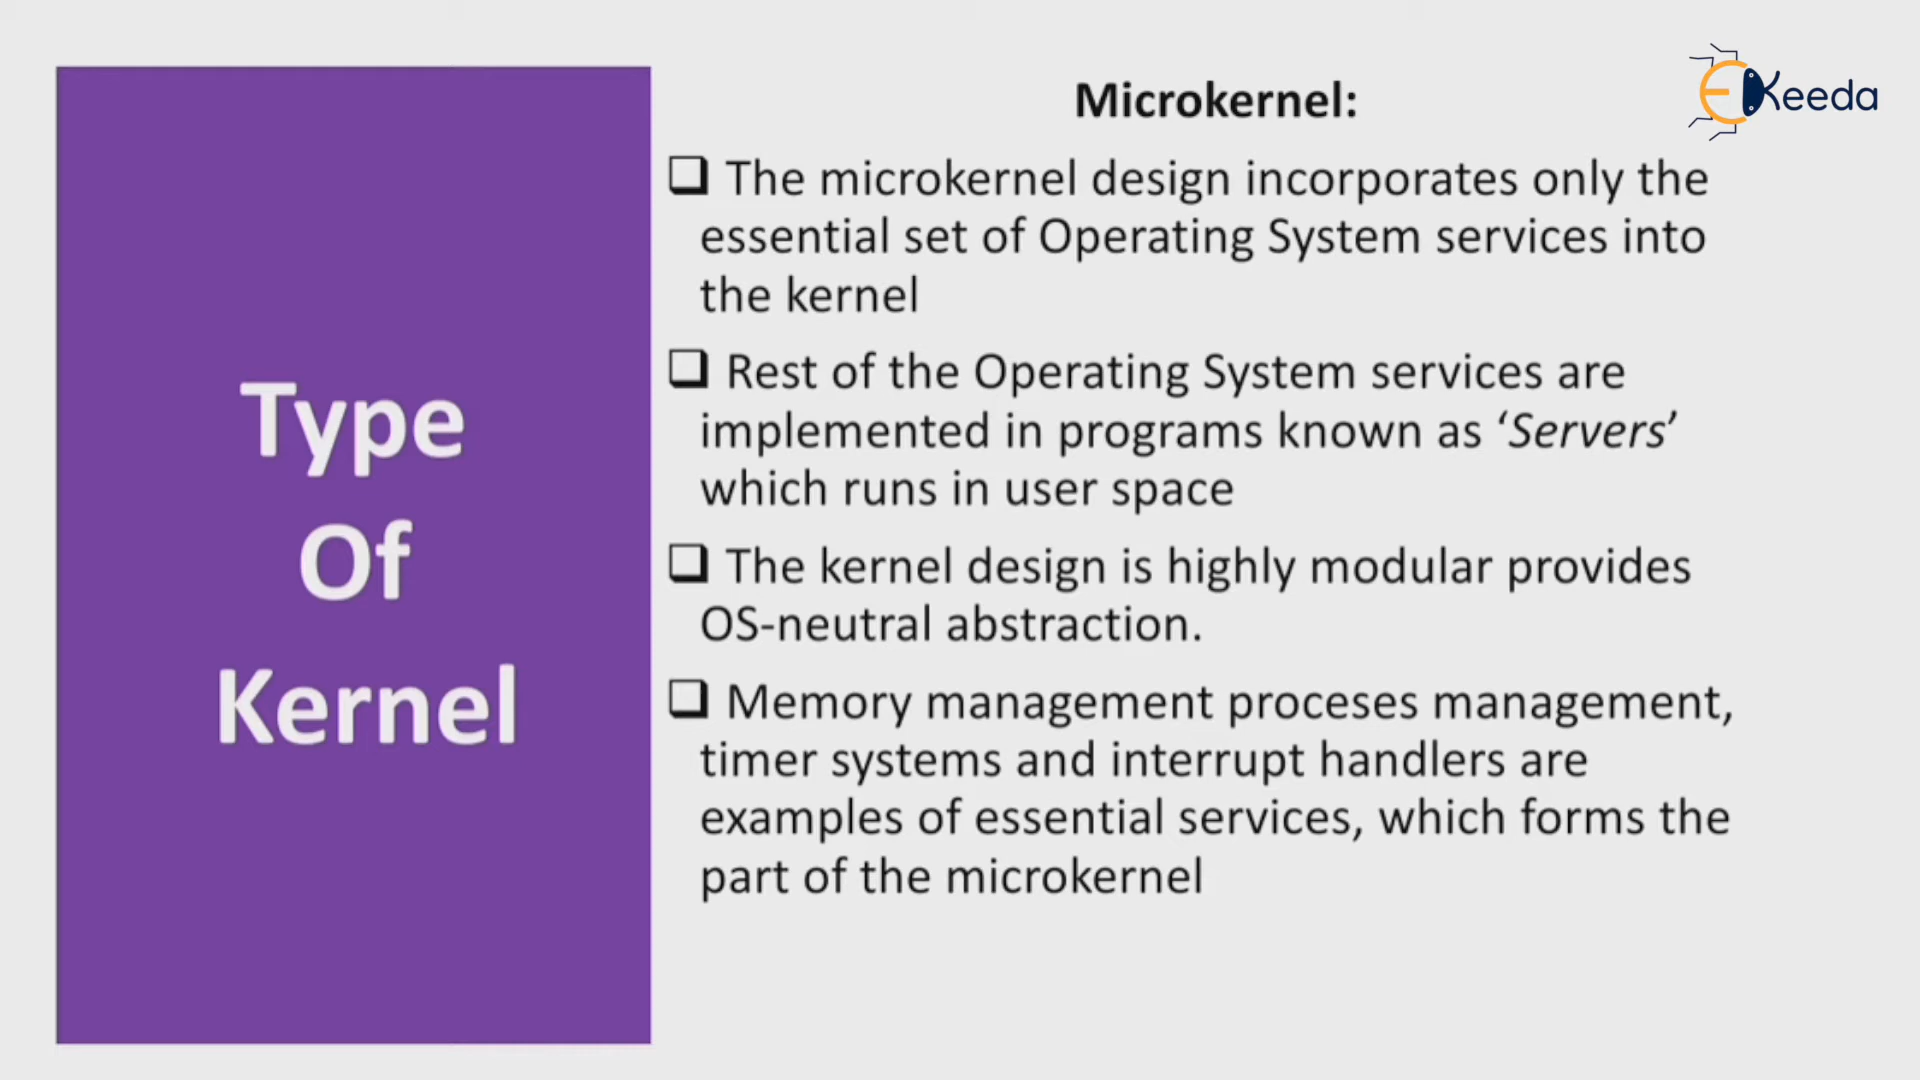 Type
Of
Kernel
Microkernel:
EKeeda
The microkernel design incorporates only the
essential set of Operating System services into
the kernel
Rest of the Operating System services are
implemented in programs known as ‘Servers’
which runs in user space
The kernel design is highly modular provides
OS-neutral abstraction.
Memory management proceses management,
timer systems and interrupt handlers are
examples of essential services, which forms the
part of the microkernel